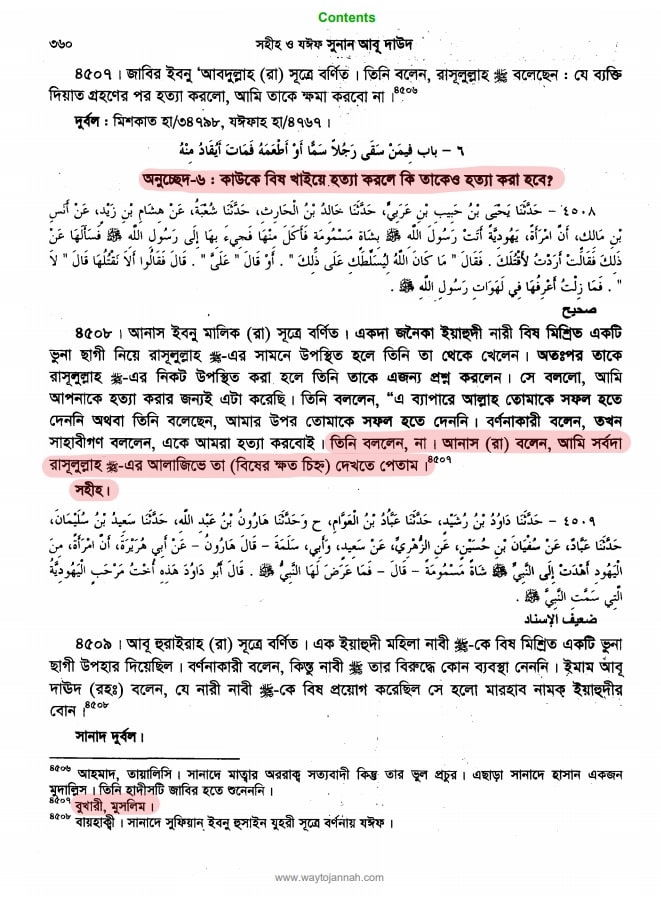 Contents
৩৬০ সহীহ ও যঈফ সুনান আবূ দাউদ
৪৫০৭। জাবির ইবনু ‘আবদুল্লাহ (রা) সূত্রে বর্ণিত। তিনি বলেন, রাসূলুল্লাহ ﷺ বলেছেন : যে ব্যক্তি
দিয়াত গ্রহণের পর হত্যা করলো, আমি তাকে ক্ষমা করবো না।৪৫০৬
দুর্বল : মিশকাত হা/৩৪৭৯৮, যঈফাহ হা/৪৭৬৭।
٦ – باب فِيمَنْ سَقَى رَجُلاً سَمًّا أَوْ أَطْعَمَهُ فَمَاتَ أَيُقَادُ مِنْهُ
অনুচ্ছেদ-৬ : কাউকে বিষ খাইয়ে হত্যা করলে কি তাকেও হত্যা করা হবে?
٤٥٠٨ – حَدَّثَنَا يَحْيَى بْنُ حَبِيبِ بْنِ عَرَبِيٍّ، حَدَّثَنَا خَالِدُ بْنُ الْحَارِثِ، حَدَّثَنَا شُعْبَةُ، عَنْ هِشَامِ بْنِ زَيْدٍ، عَنْ أَنَسِ
بْنِ مَالِكٍ، أَنَّ امْرَأَةً، يَهُودِيَّةً أَتَتْ رَسُولَ اللَّهِ ﷺ بِشَاةٍ مَسْمُومَةٍ فَأَكَلَ مِنْهَا فَجِيءَ بِهَا إِلَى رَسُولِ اللَّهِ ﷺ فَسَأَلَهَا عَنْ
ذَلِكَ فَقَالَتْ أَرَدْتُ لأَقْتُلَكَ . فَقَالَ " مَا كَانَ اللَّهُ لِيُسَلِّطَكِ عَلَى ذَلِكَ " . أَوْ قَالَ " عَلَىَّ " . قَالَ فَقَالُوا أَلاَ نَقْتُلُهَا قَالَ " لاَ
" . فَمَا زِلْتُ أَعْرِفُهَا فِي لَهَوَاتِ رَسُولِ اللَّهِ ﷺ .
صحيح
৪৫০৮। আনাস ইবনু মালিক (রা) সূত্রে বর্ণিত। একদা জনৈকা ইয়াহুদী নারী বিষ মিশ্রিত একটি
ভুনা ছাগী নিয়ে রাসূলুল্লাহ ﷺ-এর সামনে উপস্থিত হলে তিনি তা থেকে খেলেন। অতঃপর তাকে
রাসূলুল্লাহ ﷺ-এর নিকট উপস্থিত করা হলে তিনি তাকে এজন্য প্রশ্ন করলেন। সে বললো, আমি
আপনাকে হত্যা করার জন্যই এটা করেছি। তিনি বললেন, “এ ব্যাপারে আল্লাহ তোমাকে সফল হতে
দেননি অথবা তিনি বলেছেন, আমার উপর তোমাকে সফল হতে দেননি। বর্ণনাকারী বলেন, তখন
সাহাবীগণ বললেন, একে আমরা হত্যা করবোই। তিনি বললেন, না। আনাস (রা) বলেন, আমি সর্বদা
রাসূলুল্লাহ ﷺ-এর আলাজিভে তা (বিষের ক্ষত চিহ্ন) দেখতে পেতাম।৪৫০৭
সহীহ।
٤٥٠٩ – حَدَّثَنَا دَاوُدُ بْنُ رُشَيْدٍ، حَدَّثَنَا عَبَّادُ بْنُ الْعَوَّامِ، ح وَحَدَّثَنَا هَارُونُ بْنُ عَبْدِ اللَّهِ، حَدَّثَنَا سَعِيدُ بْنُ سُلَيْمَانَ،
حَدَّثَنَا عَبَّادٌ، عَنْ سُفْيَانَ بْنِ حُسَيْنٍ، عَنِ الزُّهْرِيِّ، عَنْ سَعِيدٍ، وَأَبِي، سَلَمَةَ – قَالَ هَارُونُ – عَنْ أَبِي هُرَيْرَةَ، أَنَّ امْرَأَةً، مِنَ
الْيَهُودِ أَهْدَتْ إِلَى النَّبِيِّ ﷺ شَاةً مَسْمُومَةً – قَالَ – فَمَا عَرَضَ لَهَا النَّبِيُّ ﷺ . قَالَ أَبُو دَاوُدَ هَذِهِ أُخْتُ مَرْحَبٍ الْيَهُودِيَّةُ
الَّتِي سَمَّتِ النَّبِيَّ ﷺ .
ضعيف الإسناد
৪৫০৯। আবূ হুরাইরাহ (রা) সূত্রে বর্ণিত। এক ইয়াহুদী মহিলা নাবী ﷺ-কে বিষ মিশ্রিত একটি ভুনা
ছাগী উপহার দিয়েছিল। বর্ণনাকারী বলেন, কিন্তু নাবী ﷺ তার বিরুদ্ধে কোন ব্যবস্থা নেননি। ইমাম আবূ
দাউদ (রহঃ) বলেন, যে নারী নাবী ﷺ-কে বিষ প্রয়োগ করেছিল সে হলো মারহাব নামক ইয়াহুদীর
বোন।৪৫০৮
সানাদ দুর্বল।
৪৫০৬ আহমাদ, তায়ালিসি। সানাদে মাত্বার অররাক্ব সত্যবাদী কিন্তু তার ভুল প্রচুর। এছাড়া সানাদে হাসান একজন
মুদাল্লিস। তিনি হাদীসটি জাবির হতে শুনেননি।
৪৫০৭ বুখারী, মুসলিম।
৪৫০৮ বায়হাক্বী। সানাদে সুফিয়ান ইবনু হুসাইন যুহরী সূত্রে বর্ণনায় যঈফ।
www.waytojannah.com